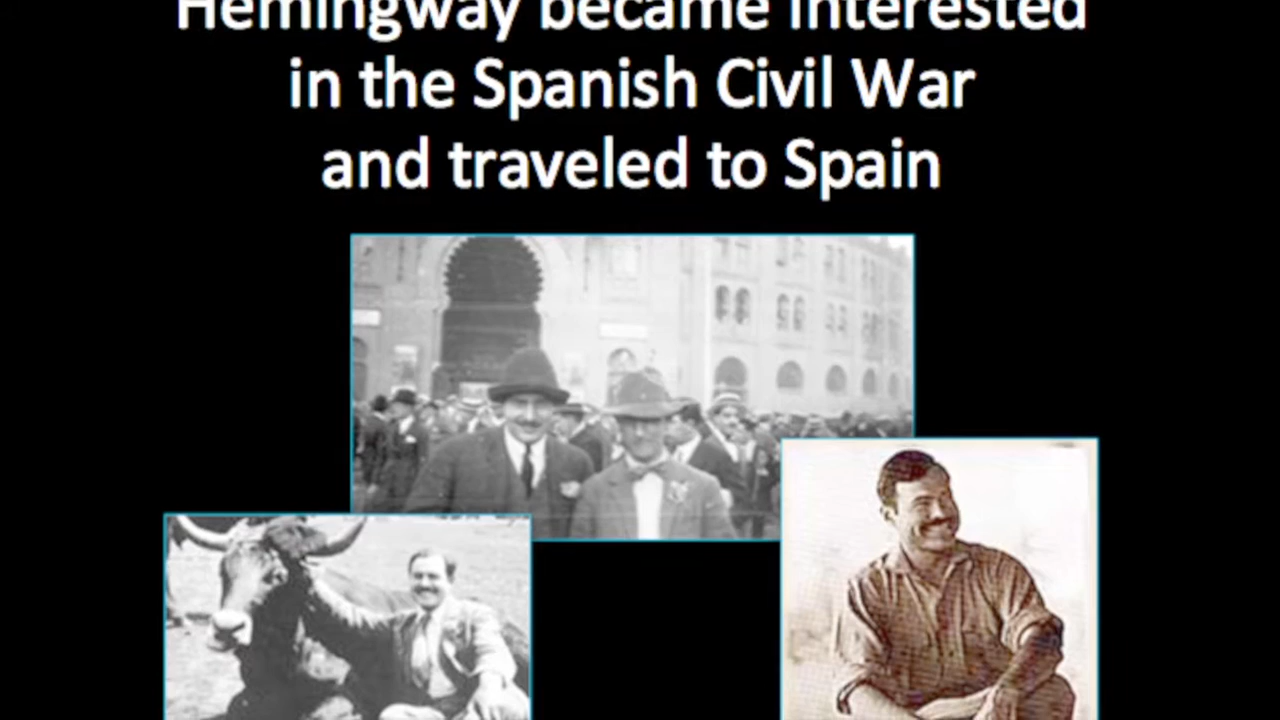 Hemingway became interested
in the Spanish Civil War
and traveled to Spain